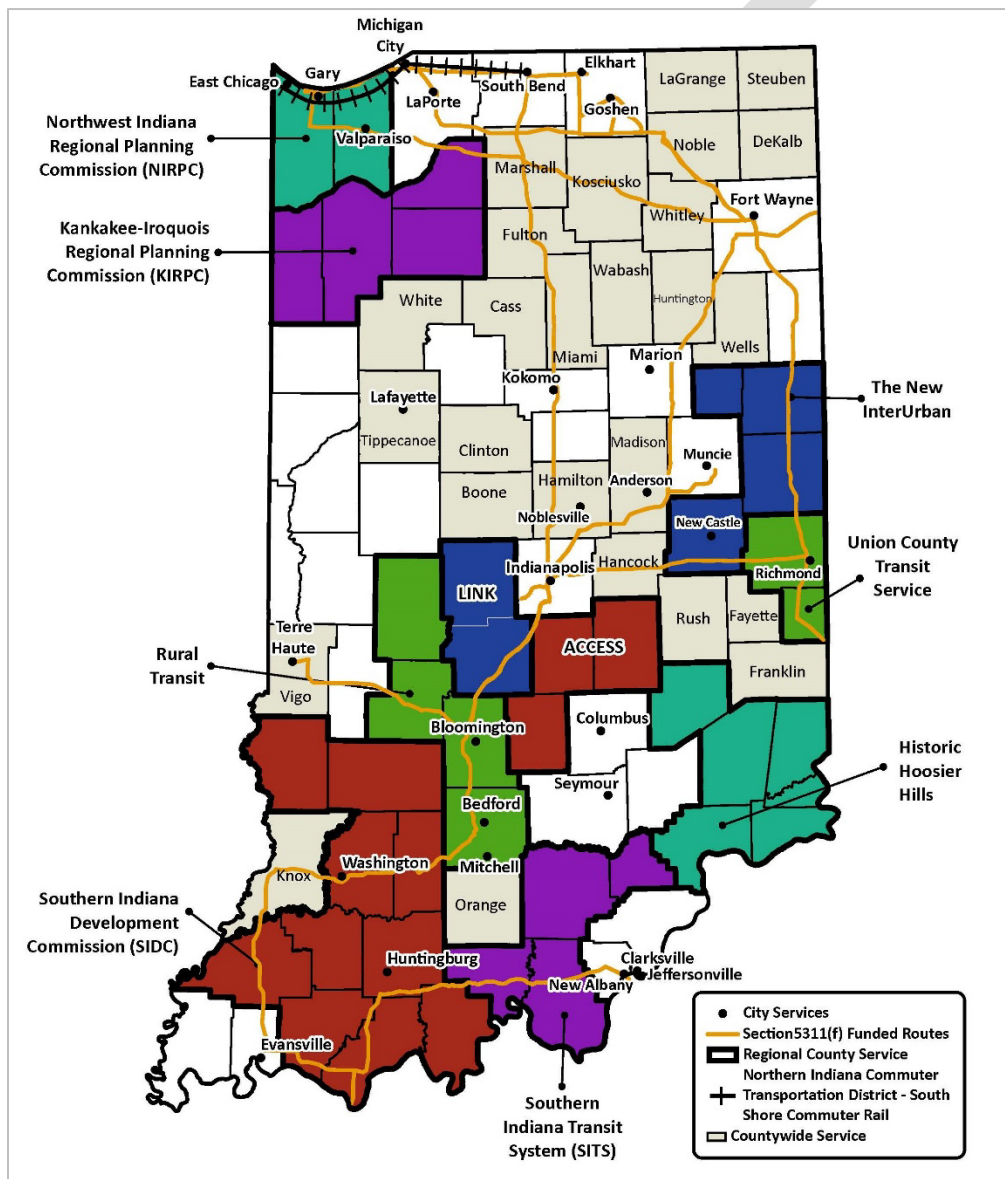 Michigan
City
Elkhart
East Chicago
Gary
LaPorte
South Bend
Goshen
LaGrange
Steuben
Northwest Indiana
Regional Planning
Commission (NIRPC)
Valparaiso
Noble
DeKalb
Marshall
Kosciusko
Fort Wayne
Whitley
Kankakee-Iroquois
Regional Planning
Commission (KIRPC)
Fulton
Wabash
Huntington
White
Cass
Miami
Marion
Wells
Kokomo
The New
InterUrban
Lafayette
Tippecanoe
Clinton
Madison
Muncie
Boone
Hamilton
Anderson
Noblesville
New Castle
Indianapolis
Hancock
Richmond
Union County
Transit
Service
LINK
Rush
Fayette
Terre
Haute
Rural
Transit
ACCESS
Vigo
Franklin
Bloomington
Columbus
Historic
Hoosier
Hills
Seymour
Bedford
Mitchell
Washington
Knox
Orange
Southern Indiana
Development
Commission (SIDC)
Huntingburg
Clarksville
Jeffersonville
New Albany
Evansville
Southern
Indiana Transit
System (SITS)
City Services
Section5311(f) Funded Routes
Regional County Service
Northern Indiana Commuter
Transportation District - South
Shore Commuter Rail
Countywide Service